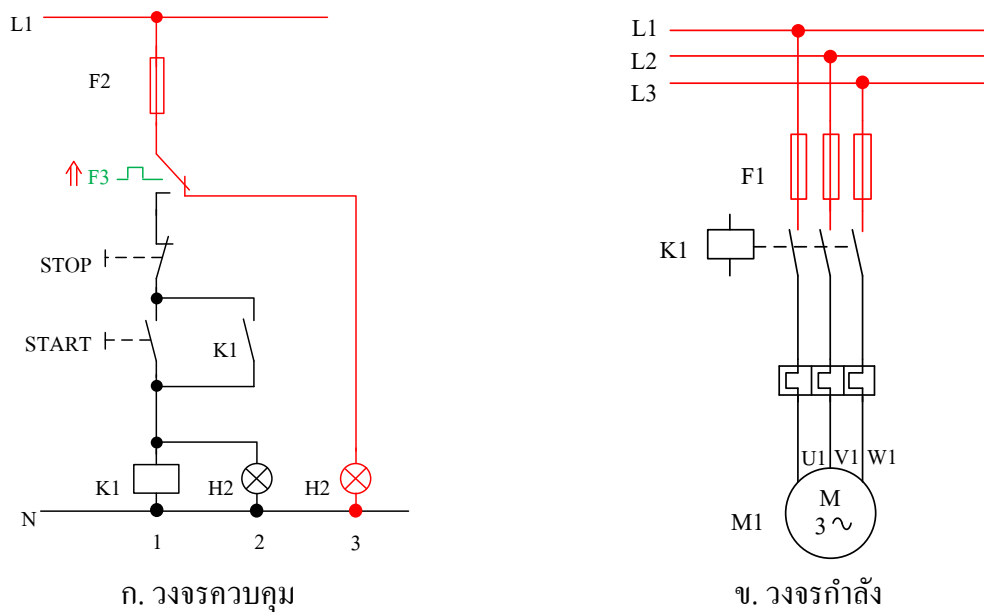 L1
F2
F3
STOP
START
K1
K1
H2
H2
N
1
2
3
ก. วงจรควบคุม
L1
L2
L3
F1
K1
U1
V1
W1
M1
M
3
ข. วงจรกำลัง